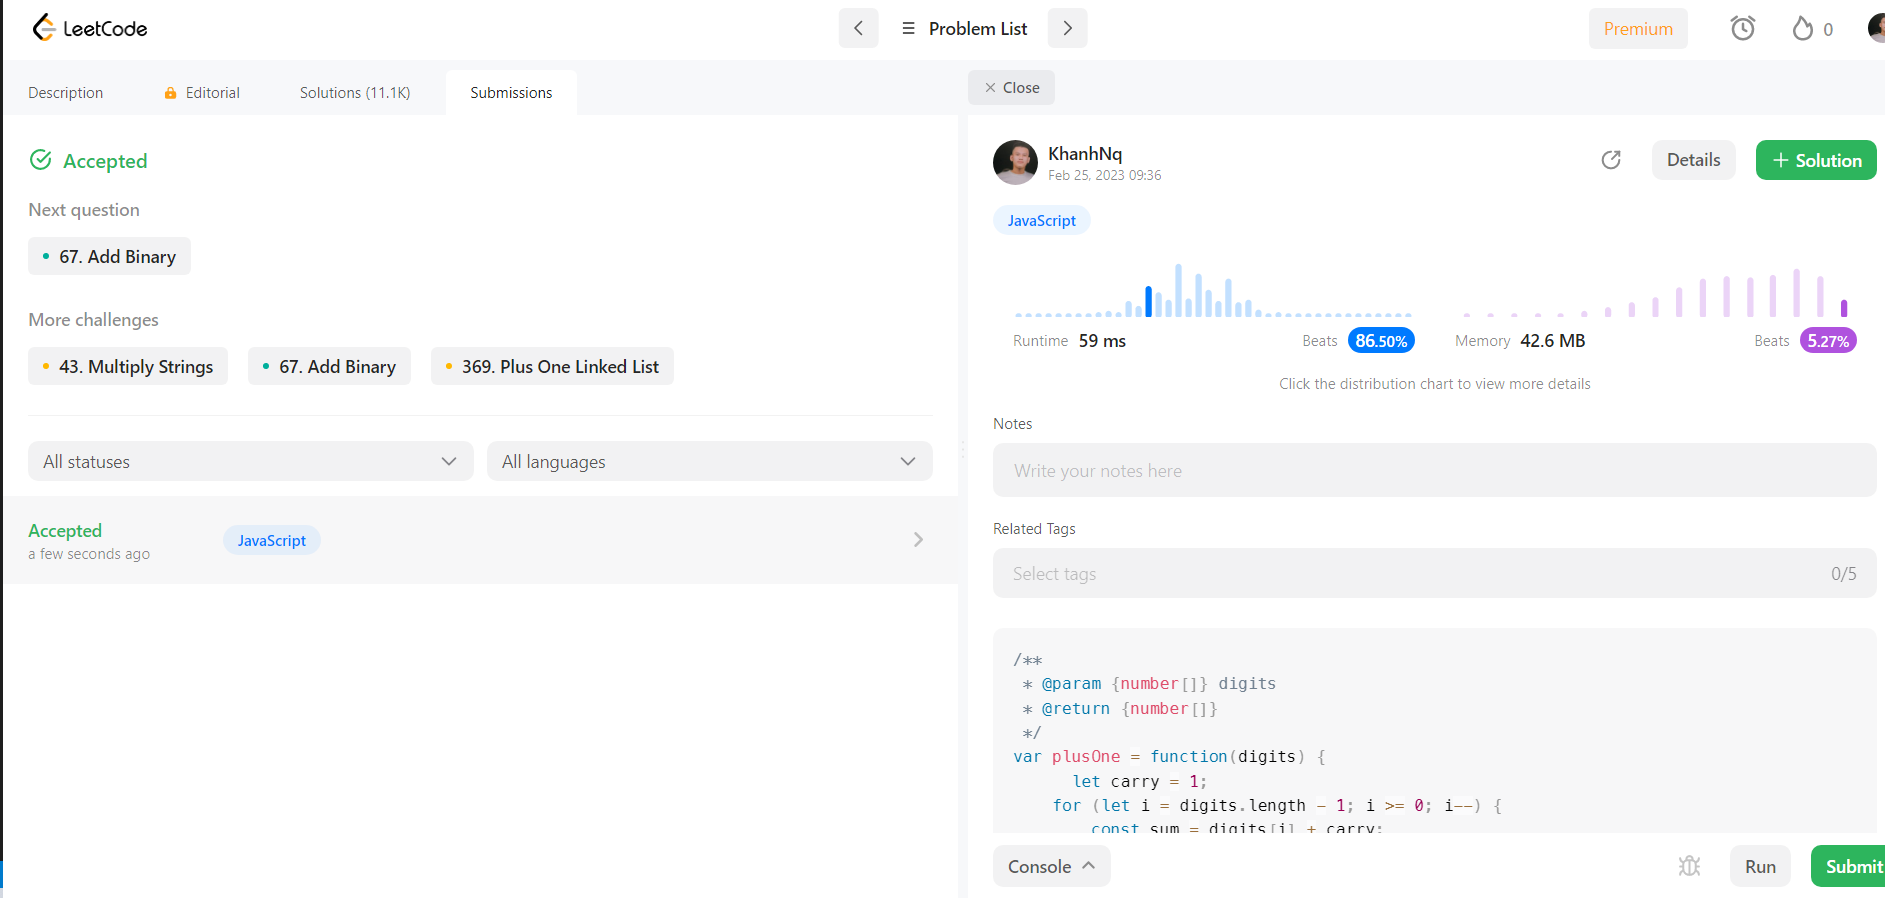 LeetCode
Problem List
Premium
0
Description
Editorial
Solutions (11.1K)
Submissions
Close
Accepted
Next question
67. Add Binary
More challenges
43. Multiply Strings
67. Add Binary
369. Plus One Linked List
All statuses
All languages
Accepted
a few seconds ago
JavaScript
KhanhNq
Feb 25, 2023 09:36
Details
+ Solution
JavaScript
Runtime 59 ms
Beats 86.50%
Memory 42.6 MB
Beats 5.27%
Click the distribution chart to view more details
Notes
Write your notes here
Related Tags
Select tags
0/5
/**
 * @param {number[]} digits
 * @return {number[]}
 */
var plusOne = function(digits) {
      let carry = 1;
    for (let i = digits.length - 1; i >= 0; i--) {
        const sum = digits[i] + carry;
Console
Run
Submit